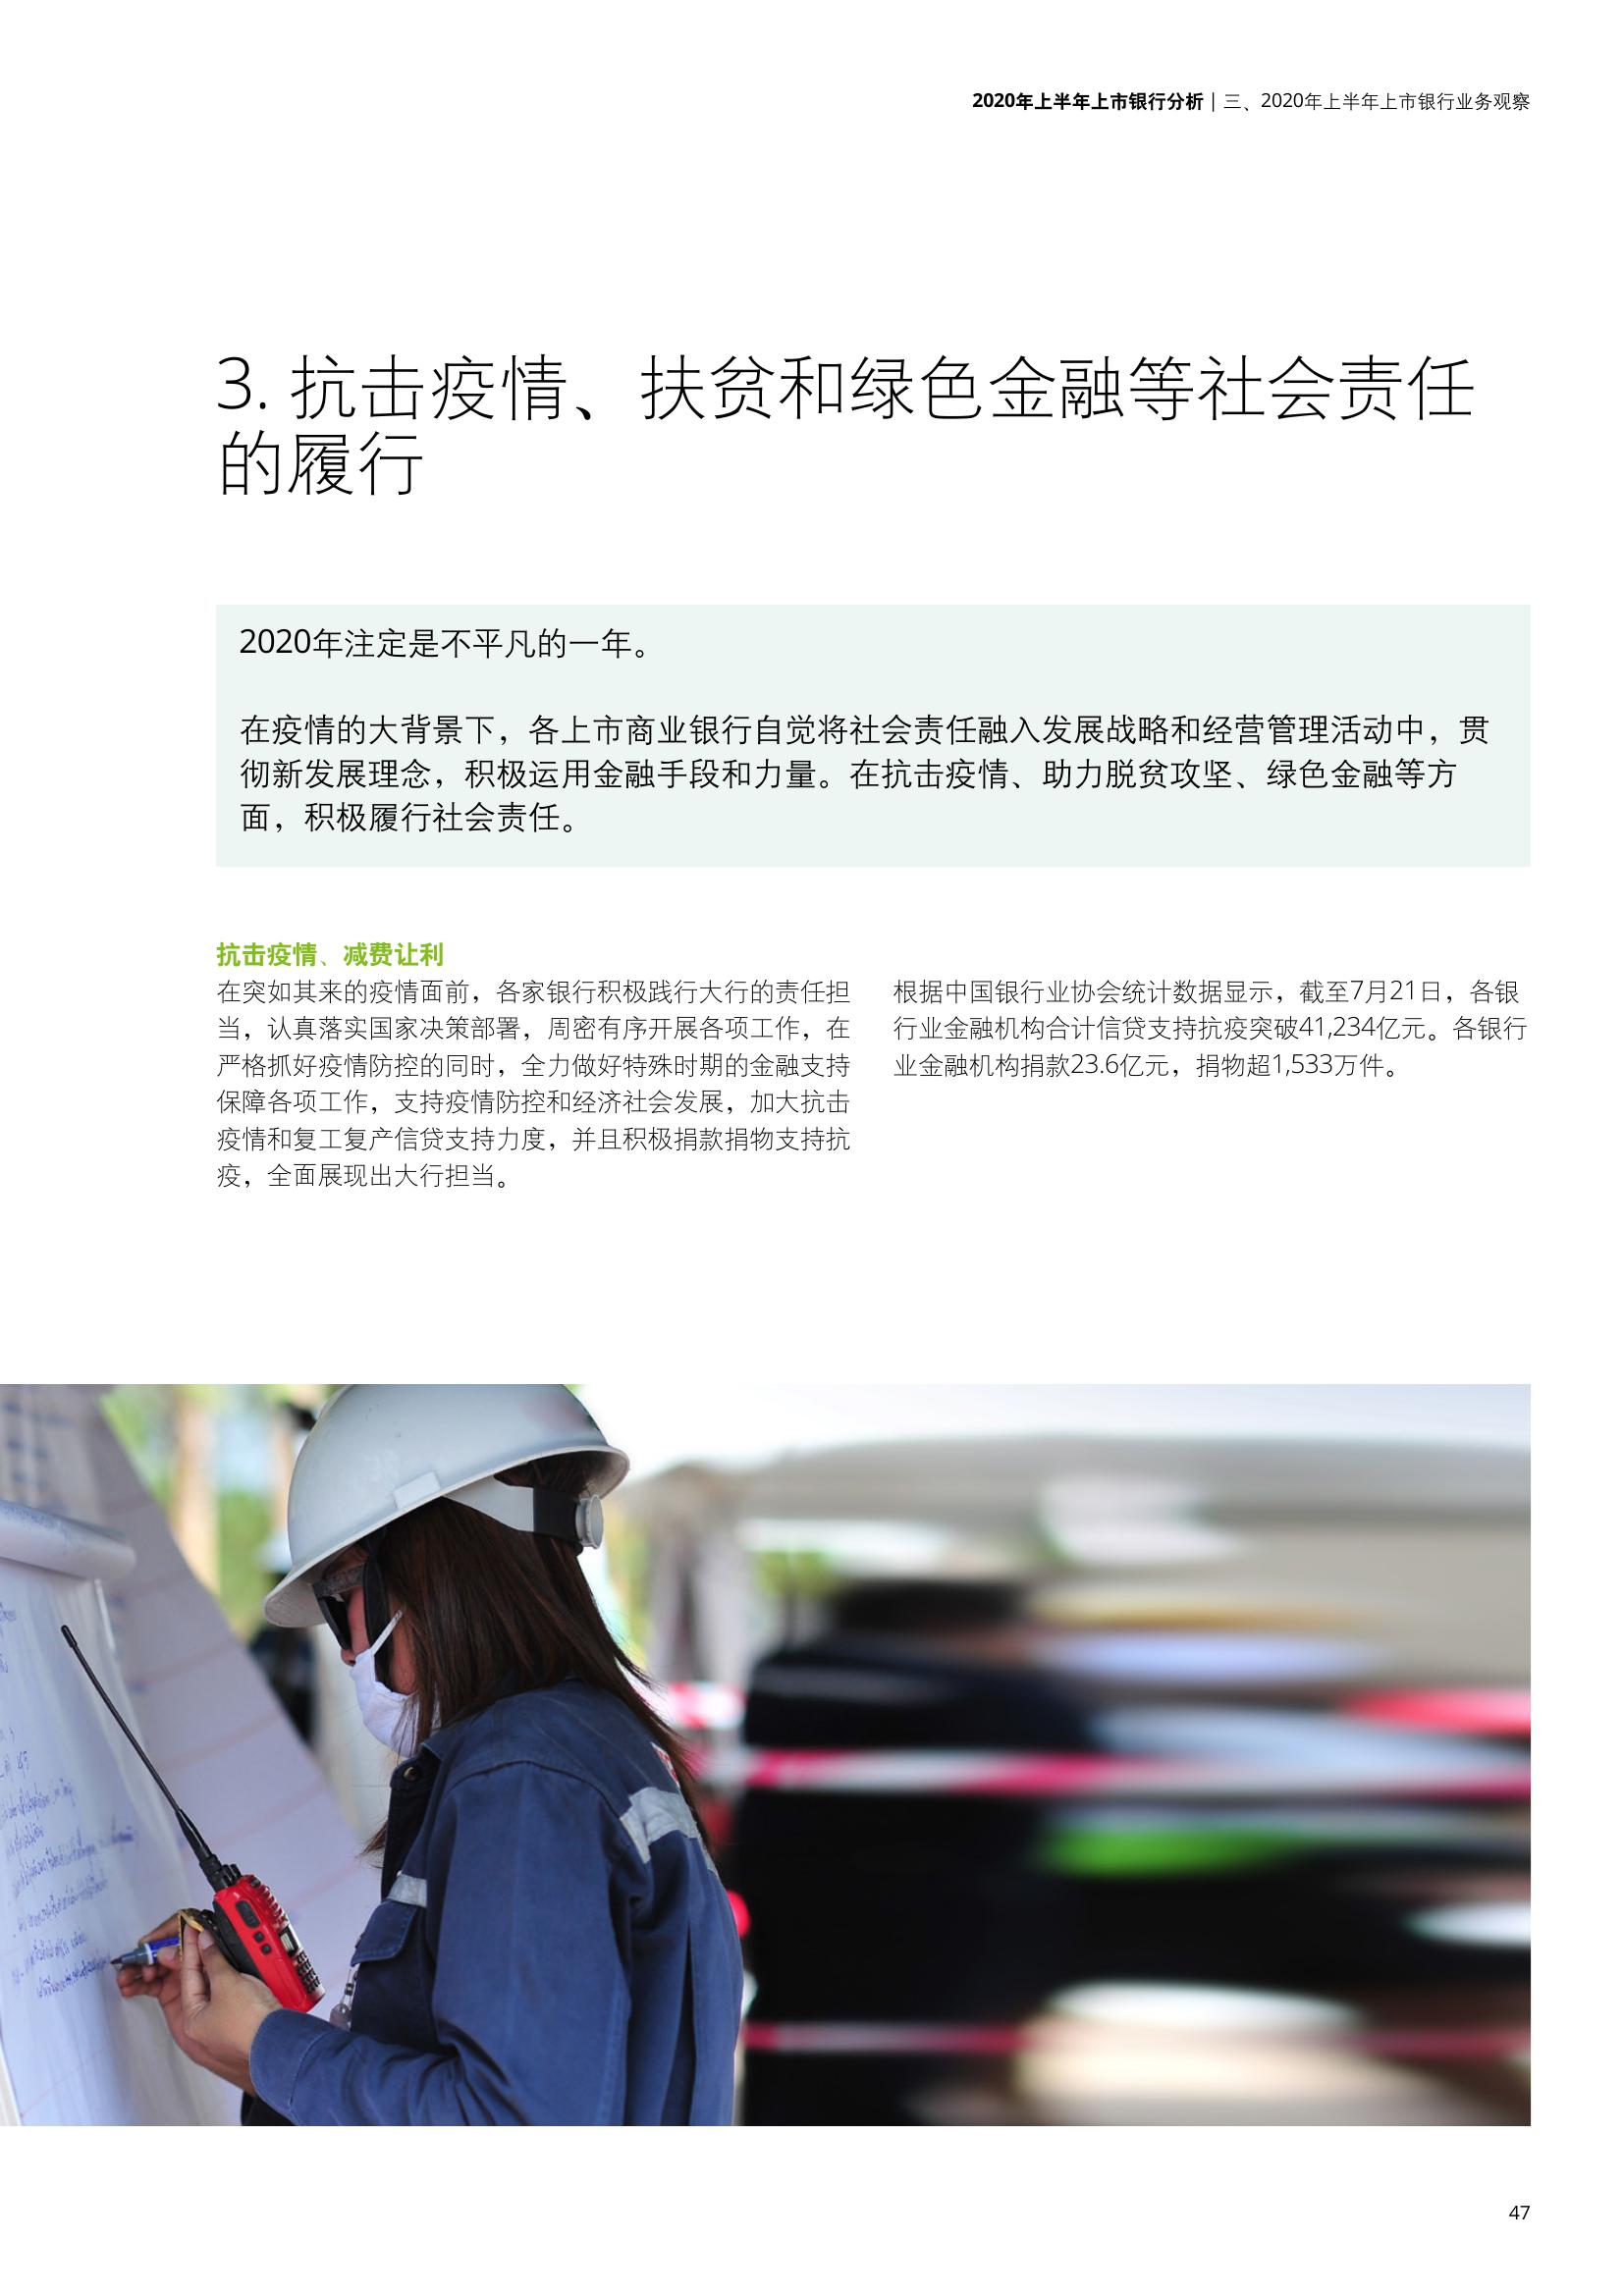 2020年上半年上市银行分析 | 三、2020年上半年上市银行业务观察
3. 抗击疫情、扶贫和绿色金融等社会责任
的履行
2020年注定是不平凡的一年。
在疫情的大背景下，各上市商业银行自觉将社会责任融入发展战略和经营管理活动中，贯
彻新发展理念，积极运用金融手段和力量。在抗击疫情、助力脱贫攻坚、绿色金融等方
面，积极履行社会责任。
抗击疫情、减费让利
在突如其来的疫情面前，各家银行积极践行大行的责任担
当，认真落实国家决策部署，周密有序开展各项工作，在
严格抓好疫情防控的同时，全力做好特殊时期的金融支持
保障各项工作，支持疫情防控和经济社会发展，加大抗击
疫情和复工复产信贷支持力度，并且积极捐款捐物支持抗
疫，全面展现出大行担当。
根据中国银行业协会统计数据显示，截至7月21日，各银
行业金融机构合计信贷支持抗疫突破41,234亿元。各银行
业金融机构捐款23.6亿元，捐物超1,533万件。
47